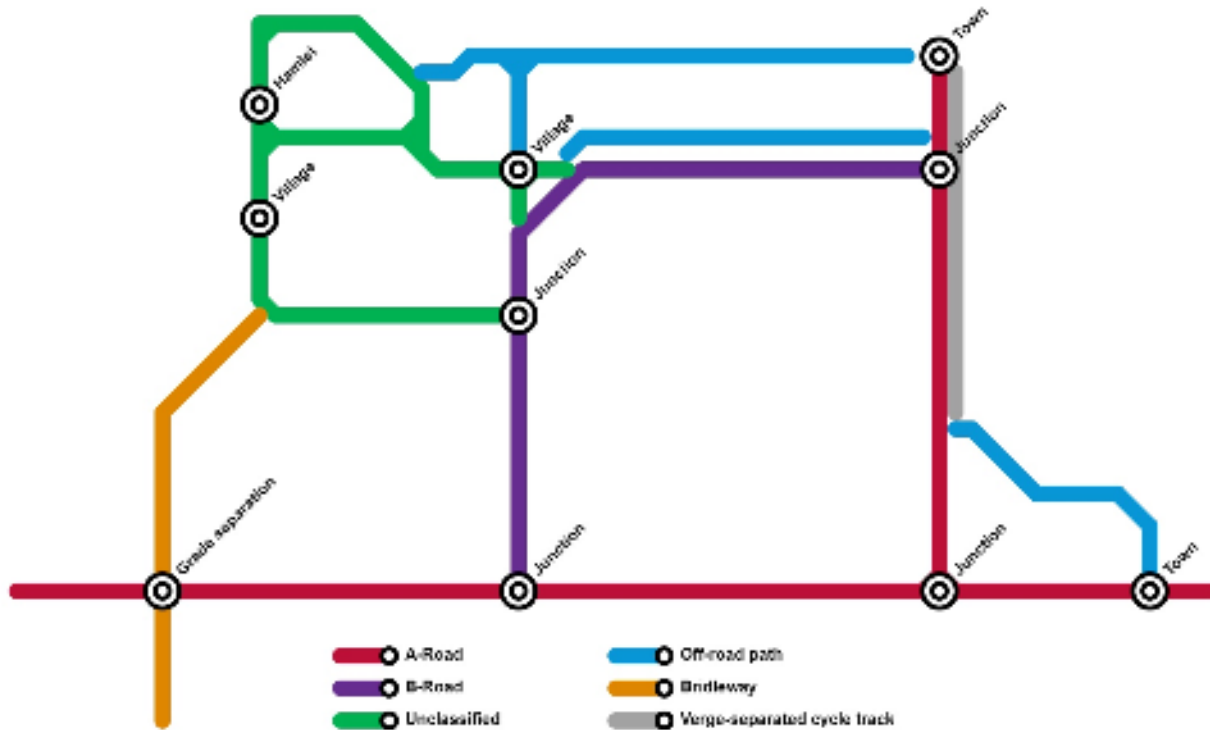 Town
Hamlet
Junction
Village
Village
Junction
Grade separation
Junction
Junction
Town
A-Road
Off-road path
B-Road
Bridleway
Unclassified
Verge-separated cycle track